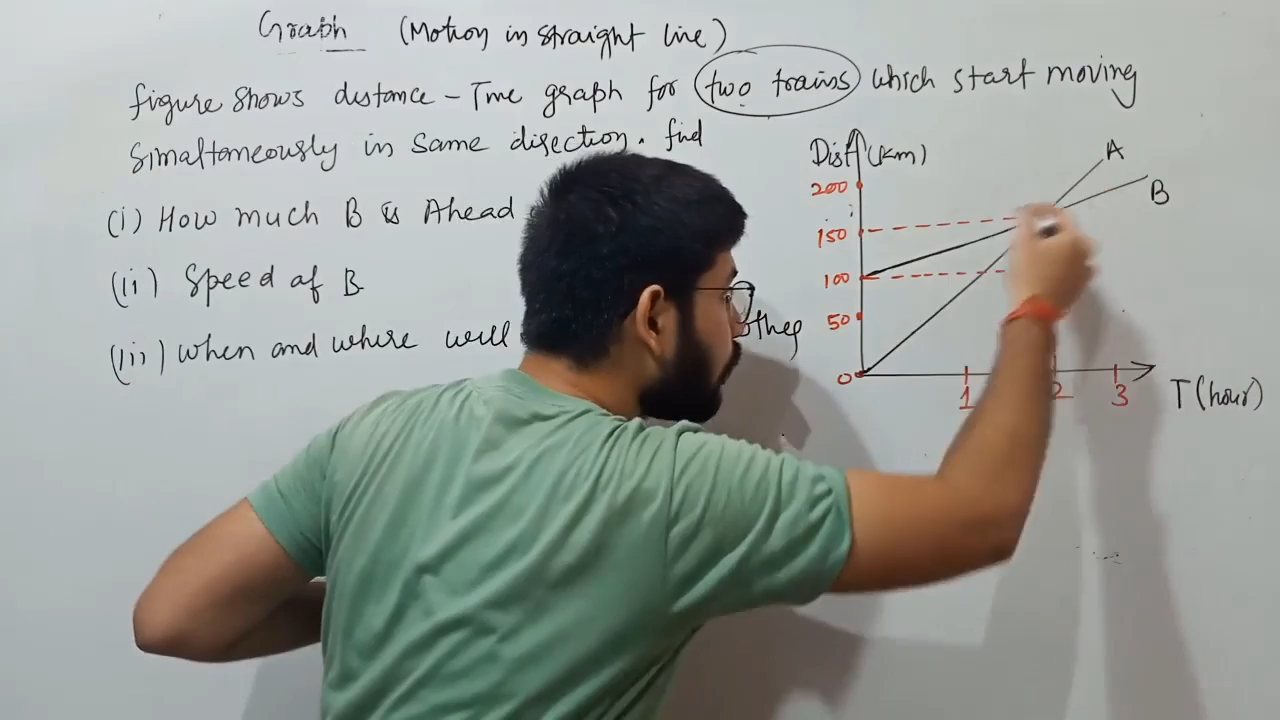 Graph (Motion in straight line)
figure shows distance - Tme graph for two trains which start moving
simaltaneously in same direction. find
(i) How much B is Ahead
(ii) Speed of B
(iii) when and where will other
Dist (km)
200
150
100
50
0
1 2 3
T (hour)
A
B